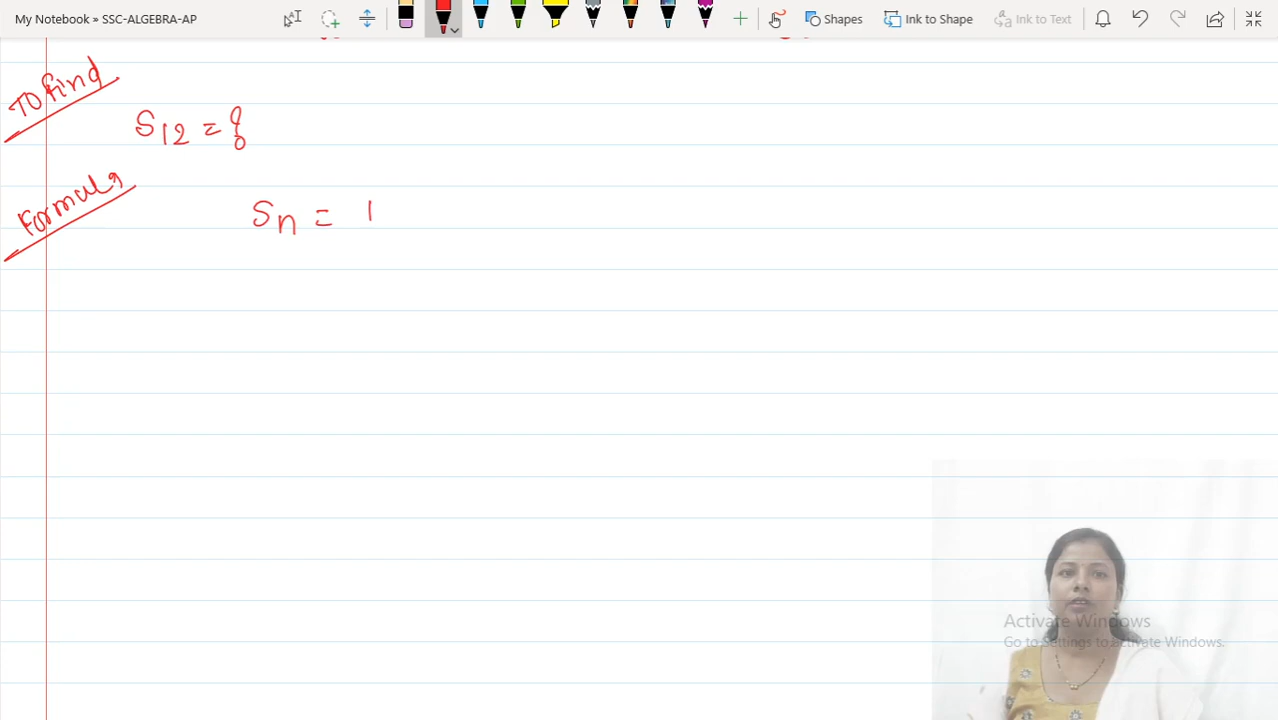 My Notebook » SSC-ALGEBRA-AP
Shapes
Ink to Shape
Ink to Text
To find
S12 = ?
Formula
Sn =
Activate Windows
Go to Settings to Activate Windows.